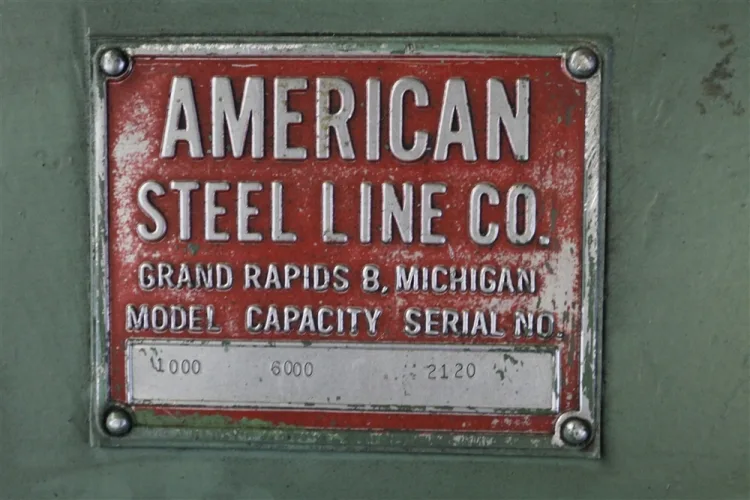 AMERICAN
STEEL LINE CO.
GRAND RAPIDS 8, MICHIGAN
MODEL CAPACITY SERIAL NO.
1000 6000 2120